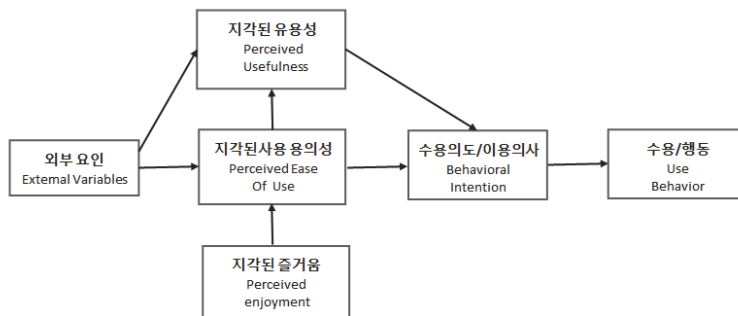 지각된 유용성
Perceived
Usefulness
외부 요인
External Variables
지각된사용 용의성
Perceived Ease
Of Use
수용의도/이용의사
Behavioral
Intention
수용/행동
Use
Behavior
지각된 즐거움
Perceived
enjoyment